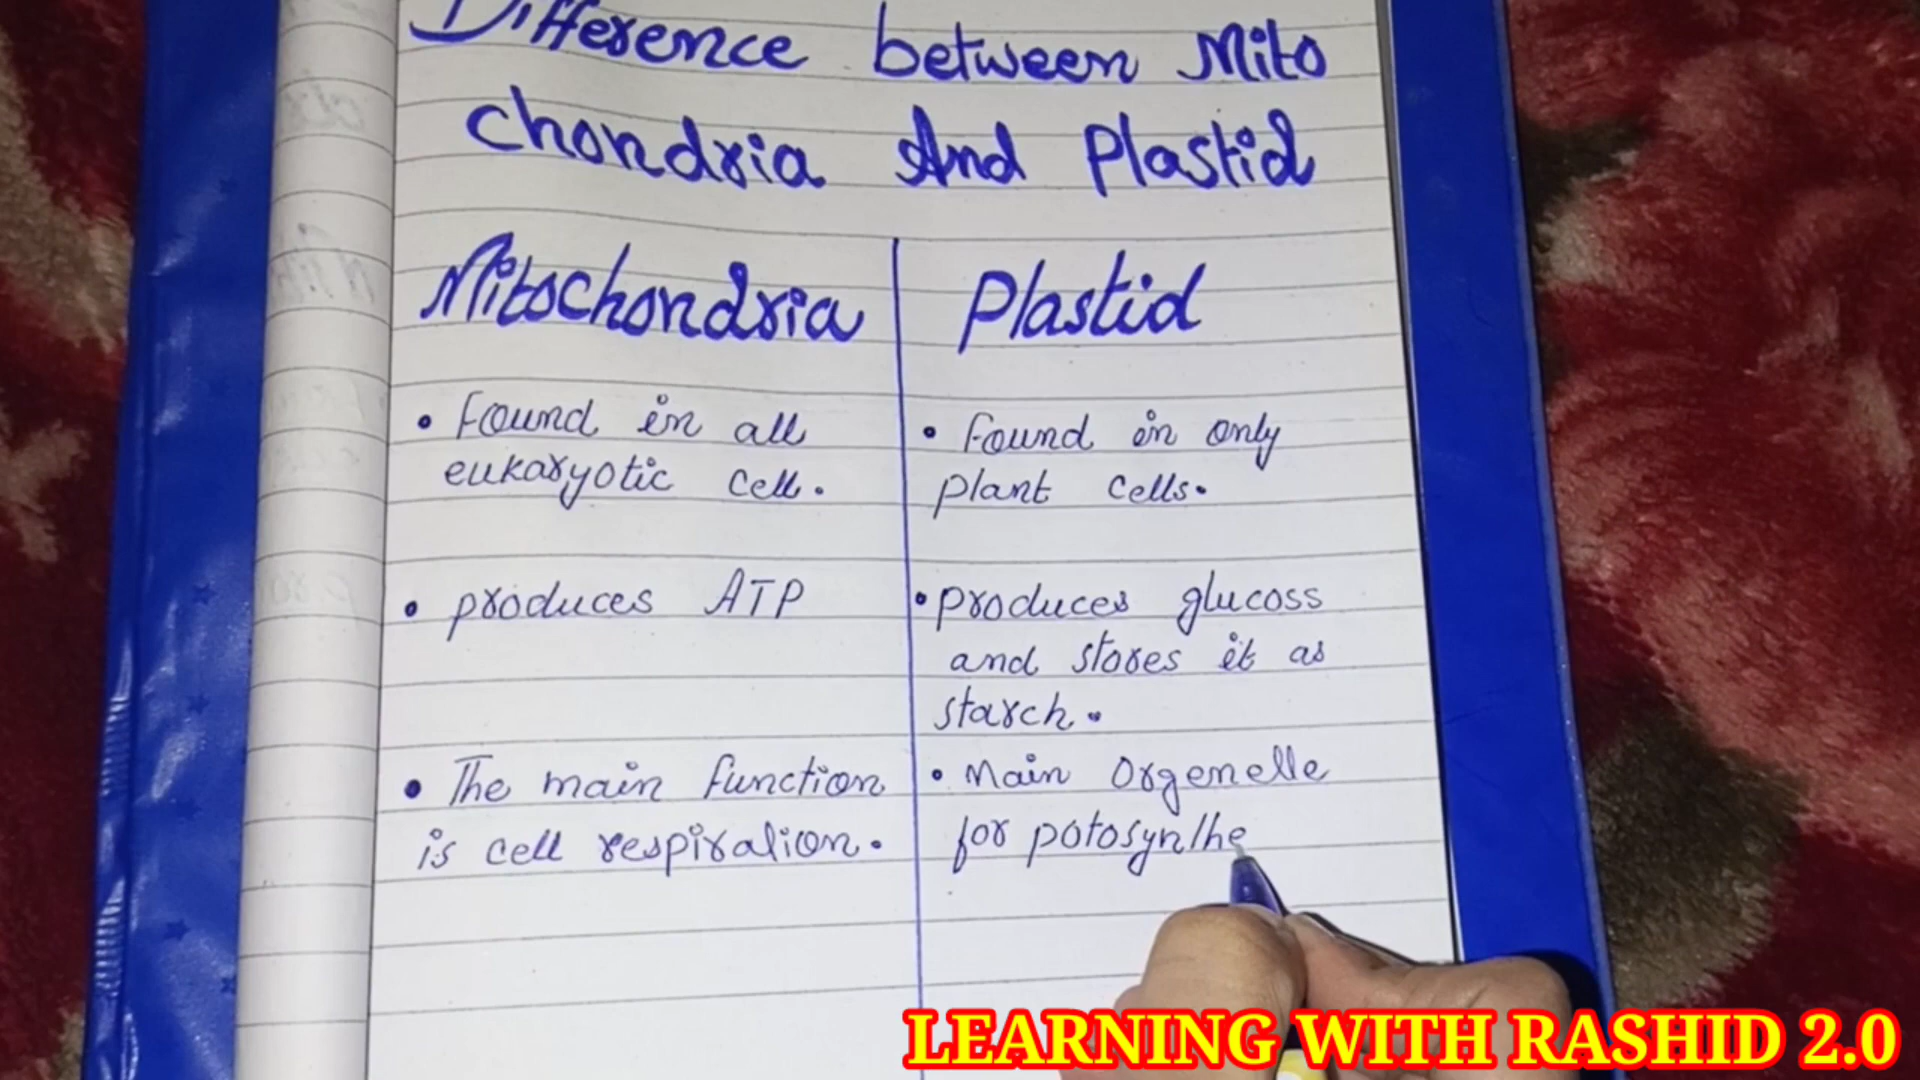 Difference between Mito
chondria And Plastid
Mitochondria
Plastid
• Found in all
eukaryotic cell.
• Found in only
plant cells.
• produces ATP
• produces glucoss
and stores it as
starch.
• The main function
is cell respiration.
• Main Orgenelle
for potosynthe
LEARNING WITH RASHID 2.0